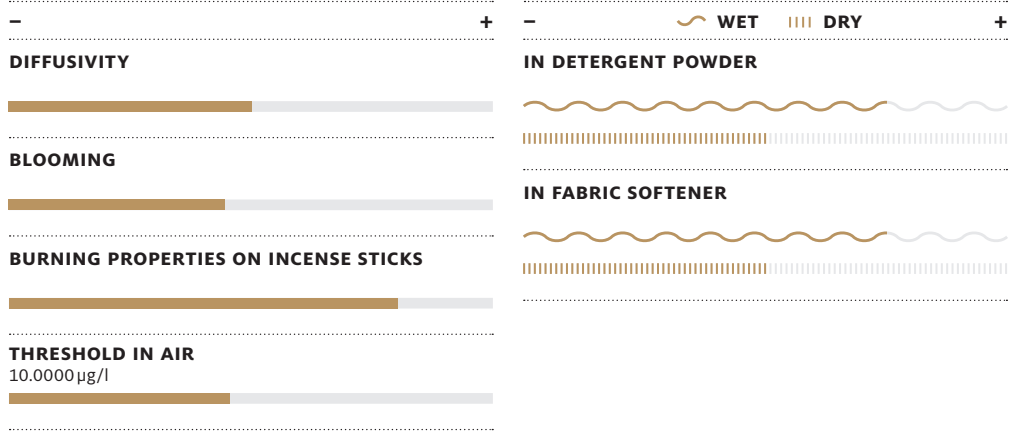 − +
DIFFUSIVITY
BLOOMING
BURNING PROPERTIES ON INCENSE STICKS
THRESHOLD IN AIR
10.0000 µg/l
− WET DRY +
IN DETERGENT POWDER
IN FABRIC SOFTENER